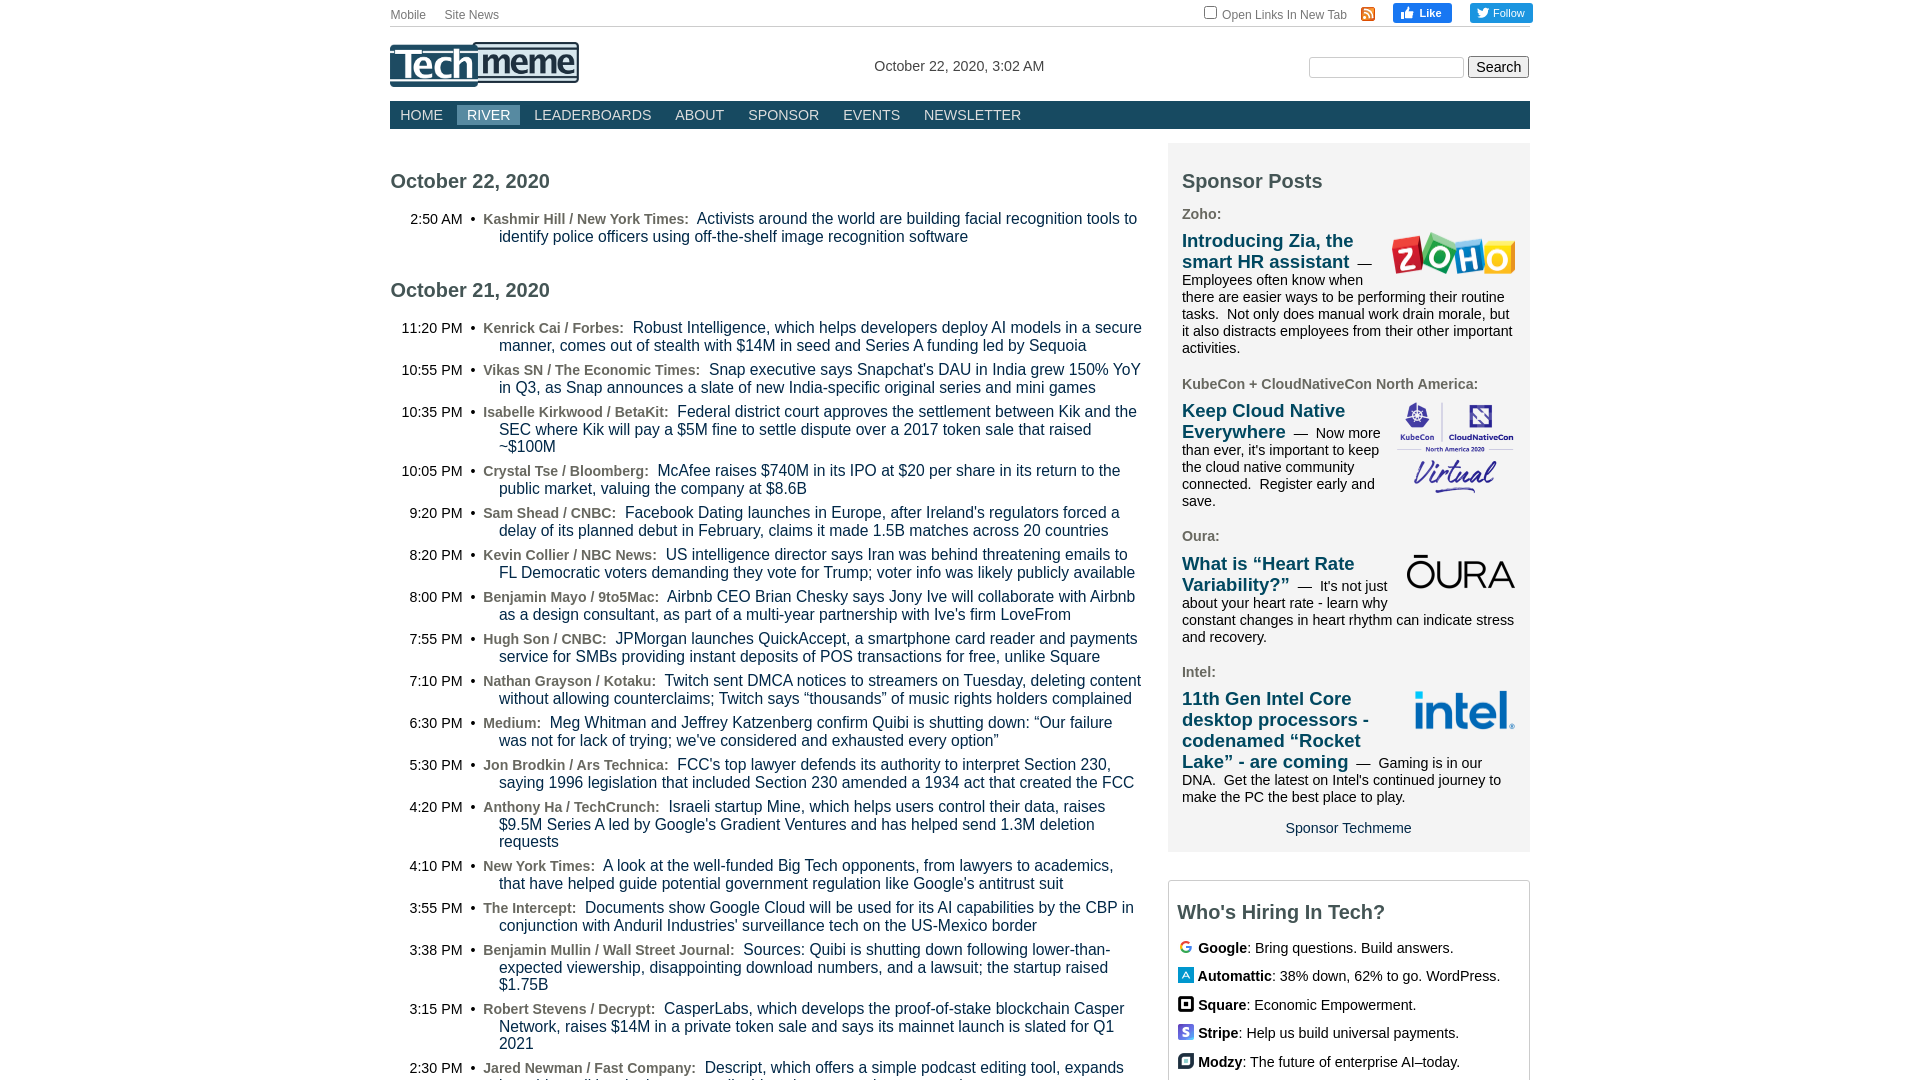 Mobile Site News
Open Links In New Tab
Like
Follow
Techmeme
October 22, 2020, 3:02 AM
Search
HOME RIVER LEADERBOARDS ABOUT SPONSOR EVENTS NEWSLETTER
October 22, 2020
2:50 AM • Kashmir Hill / New York Times: Activists around the world are building facial recognition tools to
identify police officers using off-the-shelf image recognition software
October 21, 2020
11:20 PM • Kenrick Cai / Forbes: Robust Intelligence, which helps developers deploy AI models in a secure
manner, comes out of stealth with $14M in seed and Series A funding led by Sequoia
10:55 PM • Vikas SN / The Economic Times: Snap executive says Snapchat's DAU in India grew 150% YoY
in Q3, as Snap announces a slate of new India-specific original series and mini games
10:35 PM • Isabelle Kirkwood / BetaKit: Federal district court approves the settlement between Kik and the
SEC where Kik will pay a $5M fine to settle dispute over a 2017 token sale that raised
~$100M
10:05 PM • Crystal Tse / Bloomberg: McAfee raises $740M in its IPO at $20 per share in its return to the
public market, valuing the company at $8.6B
9:20 PM • Sam Shead / CNBC: Facebook Dating launches in Europe, after Ireland's regulators forced a
delay of its planned debut in February, claims it made 1.5B matches across 20 countries
8:20 PM • Kevin Collier / NBC News: US intelligence director says Iran was behind threatening emails to
FL Democratic voters demanding they vote for Trump; voter info was likely publicly available
8:00 PM • Benjamin Mayo / 9to5Mac: Airbnb CEO Brian Chesky says Jony Ive will collaborate with Airbnb
as a design consultant, as part of a multi-year partnership with Ive's firm LoveFrom
7:55 PM • Hugh Son / CNBC: JPMorgan launches QuickAccept, a smartphone card reader and payments
service for SMBs providing instant deposits of POS transactions for free, unlike Square
7:10 PM • Nathan Grayson / Kotaku: Twitch sent DMCA notices to streamers on Tuesday, deleting content
without allowing counterclaims; Twitch says “thousands” of music rights holders complained
6:30 PM • Medium: Meg Whitman and Jeffrey Katzenberg confirm Quibi is shutting down: “Our failure
was not for lack of trying; we've considered and exhausted every option”
5:30 PM • Jon Brodkin / Ars Technica: FCC's top lawyer defends its authority to interpret Section 230,
saying 1996 legislation that included Section 230 amended a 1934 act that created the FCC
4:20 PM • Anthony Ha / TechCrunch: Israeli startup Mine, which helps users control their data, raises
$9.5M Series A led by Google's Gradient Ventures and has helped send 1.3M deletion
requests
4:10 PM • New York Times: A look at the well-funded Big Tech opponents, from lawyers to academics,
that have helped guide potential government regulation like Google's antitrust suit
3:55 PM • The Intercept: Documents show Google Cloud will be used for its AI capabilities by the CBP in
conjunction with Anduril Industries' surveillance tech on the US-Mexico border
3:38 PM • Benjamin Mullin / Wall Street Journal: Sources: Quibi is shutting down following lower-than-
expected viewership, disappointing download numbers, and a lawsuit; the startup raised
$1.75B
3:15 PM • Robert Stevens / Decrypt: CasperLabs, which develops the proof-of-stake blockchain Casper
Network, raises $14M in a private token sale and says its mainnet launch is slated for Q1
2021
2:30 PM • Jared Newman / Fast Company: Descript, which offers a simple podcast editing tool, expands
Sponsor Posts
Zoho:
ZOHO
Introducing Zia, the
smart HR assistant —
Employees often know when
there are easier ways to be performing their routine
tasks. Not only does manual work drain morale, but
it also distracts employees from their other important
activities.
KubeCon + CloudNativeCon North America:
KubeCon CloudNativeCon
North America 2020
Virtual
Keep Cloud Native
Everywhere — Now more
than ever, it's important to keep
the cloud native community
connected. Register early and
save.
Oura:
ŌURA
What is “Heart Rate
Variability?” — It's not just
about your heart rate - learn why
constant changes in heart rhythm can indicate stress
and recovery.
Intel:
intel®
11th Gen Intel Core
desktop processors -
codenamed “Rocket
Lake” - are coming — Gaming is in our
DNA. Get the latest on Intel's continued journey to
make the PC the best place to play.
Sponsor Techmeme
Who's Hiring In Tech?
Google: Bring questions. Build answers.
Automattic: 38% down, 62% to go. WordPress.
Square: Economic Empowerment.
Stripe: Help us build universal payments.
Modzy: The future of enterprise AI–today.